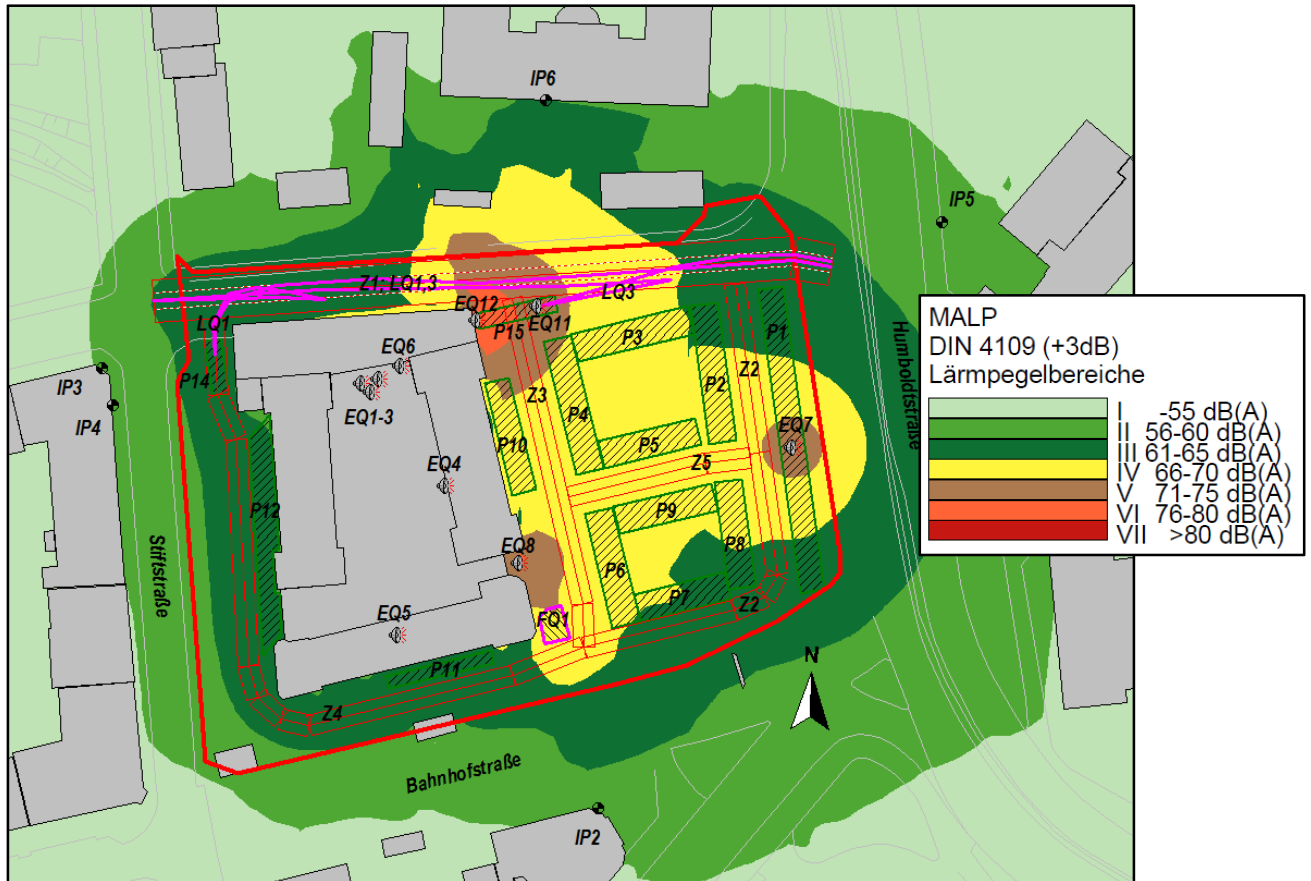 IP6
IP5
Z1; LQ1,3
LQ3
EQ12
EQ11
P15
LQ1
P3
P1
EQ6
P14
IP3
P2
Z2
Z3
P4
EQ1-3
IP4
P10
P5
EQ7
Humboldtstraße
Z5
EQ4
P12
P9
P8
EQ8
P6
Stiftstraße
P7
Z2
FQ1
EQ5
P11
N
Z4
Bahnhofstraße
IP2
MALP
DIN 4109 (+3dB)
Lärmpegelbereiche
I -55 dB(A)
II 56-60 dB(A)
III 61-65 dB(A)
IV 66-70 dB(A)
V 71-75 dB(A)
VI 76-80 dB(A)
VII >80 dB(A)